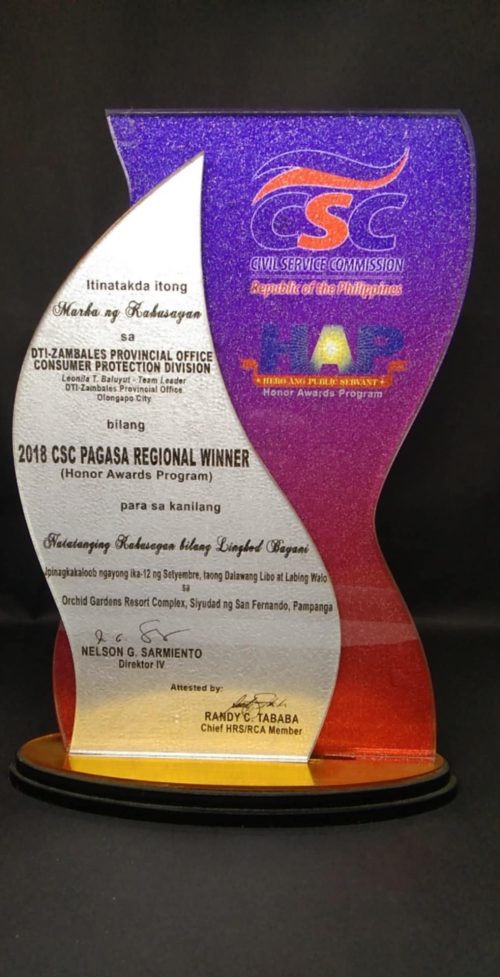 Itinatakda itong
Marka ng Kahusayan
sa
DTI-ZAMBALES PROVINCIAL OFFICE
CONSUMER PROTECTION DIVISION
Leonila T. Baluyut - Team Leader
DTI-Zambales Provincial Office
Olongapo City
bilang
2018 CSC PAGASA REGIONAL WINNER
(Honor Awards Program)
para sa kanilang
Natatanging Kahusayan bilang Lingkod Bayani
Ipinagkakaloob ngayong ika-12 ng Setyembre, taong Dalawang Libo at Labing Walo
sa
Orchid Gardens Resort Complex, Siyudad ng San Fernando, Pampanga
NELSON G. SARMIENTO
Direktor IV
Attested by:
RANDY C. TABABA
Chief HRS/RCA Member
CSC
CIVIL SERVICE COMMISSION
Republic of the Philippines
HAP
HERO ANG PUBLIC SERVANT
Honor Awards Program